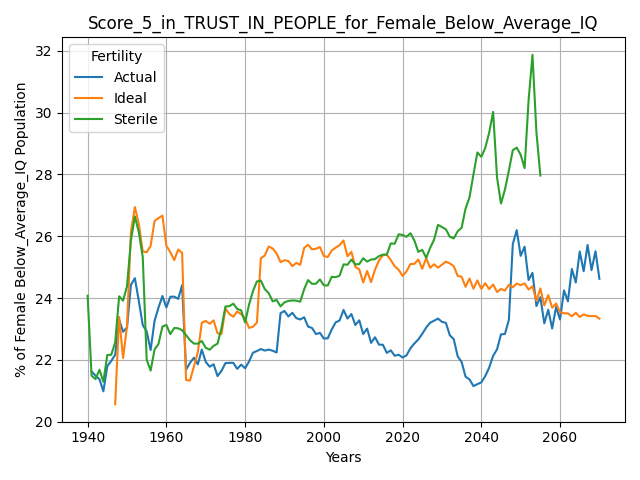 Score_5_in_TRUST_IN_PEOPLE_for_Female_Below_Average_IQ
% of Female Below_Average_IQ Population
32
30
28
26
24
22
20
Fertility
Actual
Ideal
Sterile
1940 1960 1980 2000 2020 2040 2060
Years